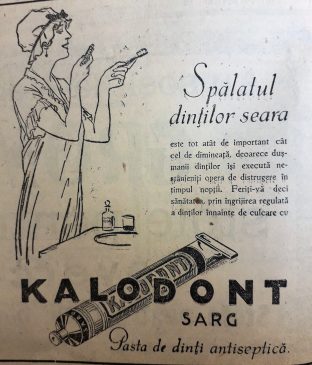 Spălatul
dinților seara
este tot atât de important cât
cel de dimineață, deoarece duș-
manii dinților își execută ne-
stânjeniți opera de distrugere în
timpul nopții. Feriți-vă deci
sănătatea, prin îngrijirea regulată
a dinților înnainte de culcare cu
KALODONT
KALODONT
SARG
Pasta de dinți antiseptică.